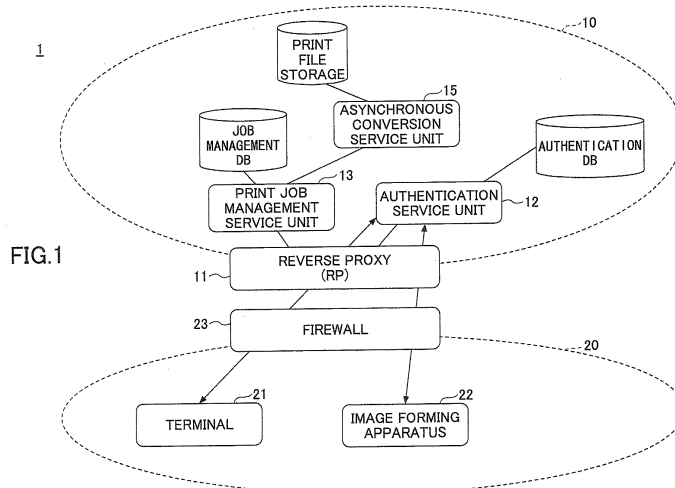 1
10
PRINT
FILE
STORAGE
15
ASYNCHRONOUS
CONVERSION
SERVICE UNIT
JOB
MANAGEMENT
DB
AUTHENTICATION
DB
13
PRINT JOB
MANAGEMENT
SERVICE UNIT
AUTHENTICATION
SERVICE UNIT
12
FIG.1
REVERSE PROXY
(RP)
11
23
FIREWALL
20
21
TERMINAL
22
IMAGE FORMING
APPARATUS